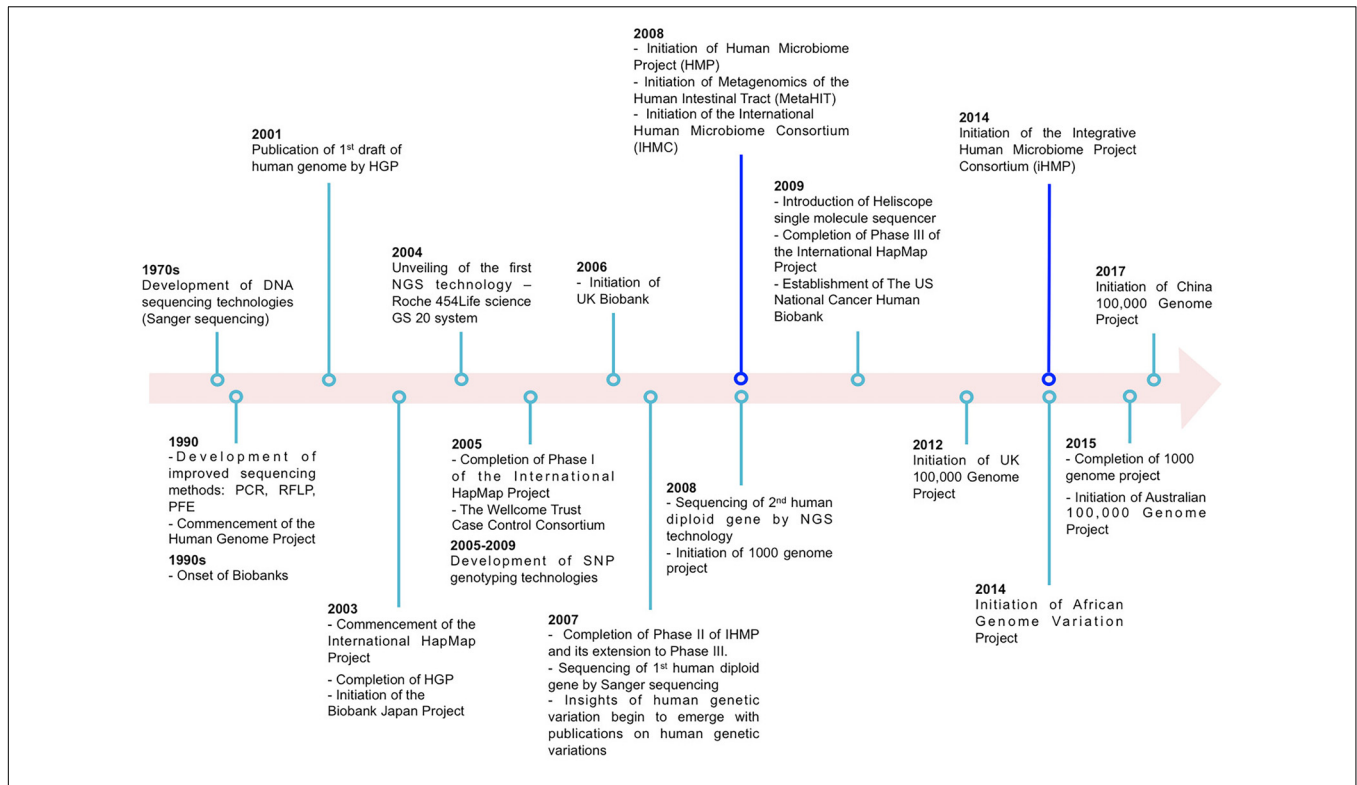 2008
- Initiation of Human Microbiome
Project (HMP)
- Initiation of Metagenomics of the
Human Intestinal Tract (MetaHIT)
- Initiation of the International
Human Microbiome Consortium
(IHMC)
2014
Initiation of the Integrative
Human Microbiome Project
Consortium (iHMP)
2001
Publication of 1st draft of
human genome by HGP
2009
- Introduction of Heliscope
single molecule sequencer
- Completion of Phase III of
the International HapMap
Project
- Establishment of The US
National Cancer Human
Biobank
2004
Unveiling of the first
NGS technology –
Roche 454Life science
GS 20 system
2006
- Initiation of
UK Biobank
1970s
Development of DNA
sequencing technologies
(Sanger sequencing)
2017
Initiation of China
100,000 Genome
Project
1990
-Development of
improved sequencing
methods: PCR, RFLP,
PFE
- Commencement of the
Human Genome Project
1990s
- Onset of Biobanks
2005
- Completion of Phase I
of the International
HapMap Project
- The Wellcome Trust
Case Control Consortium
2005-2009
Development of SNP
genotyping technologies
2012
Initiation of UK
100,000 Genome
Project
2015
- Completion of 1000
genome project
- Initiation of Australian
100,000 Genome
Project
2008
- Sequencing of 2nd human
diploid gene by NGS
technology
- Initiation of 1000 genome
project
2014
Initiation of African
Genome Variation
Project
2003
- Commencement of the
International HapMap
Project
- Completion of HGP
- Initiation of the
Biobank Japan Project
2007
- Completion of Phase II of IHMP
and its extension to Phase III.
- Sequencing of 1st human diploid
gene by Sanger sequencing
- Insights of human genetic
variation begin to emerge with
publications on human genetic
variations